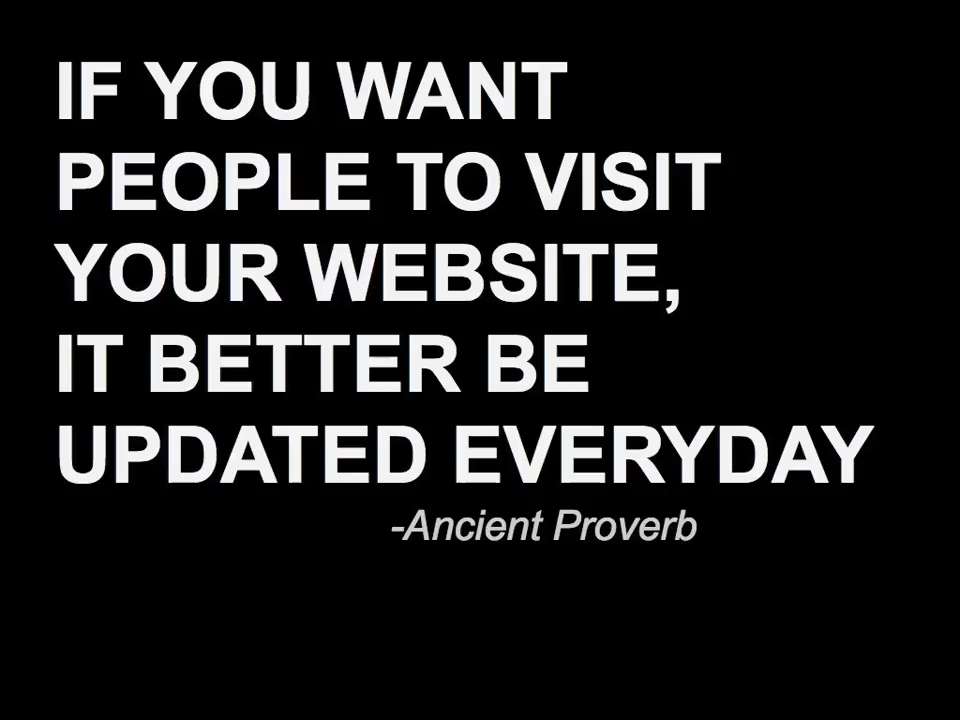 IF YOU WANT
PEOPLE TO VISIT
YOUR WEBSITE,
IT BETTER BE
UPDATED EVERYDAY
-Ancient Proverb